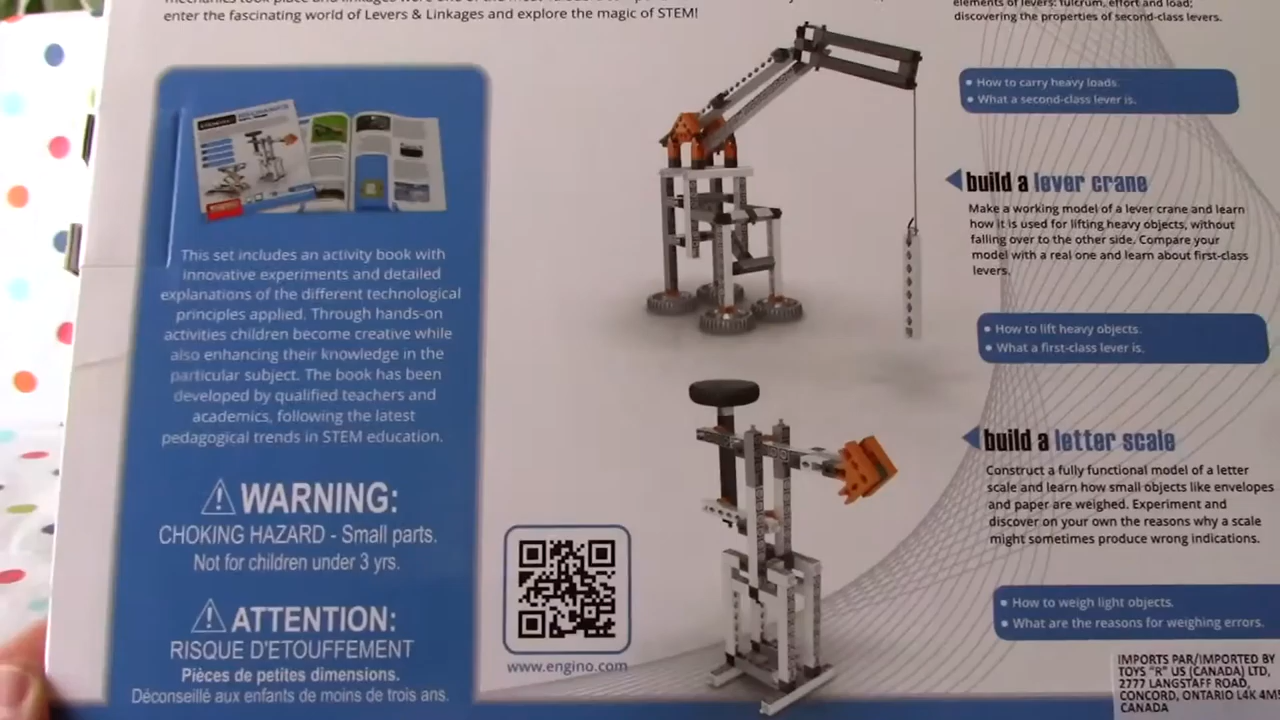 enter the fascinating world of Levers & Linkages and explore the magic of STEM!
This set includes an activity book with
innovative experiments and detailed
explanations of the different technological
principles applied. Through hands-on
activities children become creative while
also enhancing their knowledge in the
particular subject. The book has been
developed by qualified teachers and
academics, following the latest
pedagogical trends in STEM education.
WARNING:
CHOKING HAZARD - Small parts.
Not for children under 3 yrs.
ATTENTION:
RISQUE D'ETOUFFEMENT
Pièces de petites dimensions.
Déconseillé aux enfants de moins de trois ans.
www.engino.com
elements of levers: fulcrum, effort and load;
discovering the properties of second-class levers.
• How to carry heavy loads.
• What a second-class lever is.
build a lever crane
Make a working model of a lever crane and learn
how it is used for lifting heavy objects, without
falling over to the other side. Compare your
model with a real one and learn about first-class
levers.
• How to lift heavy objects.
• What a first-class lever is.
build a letter scale
Construct a fully functional model of a letter
scale and learn how small objects like envelopes
and paper are weighed. Experiment and
discover on your own the reasons why a scale
might sometimes produce wrong indications.
• How to weigh light objects.
• What are the reasons for weighing errors.
IMPORTS PAR/IMPORTED BY
TOYS "R" US (CANADA) LTD,
2777 LANGSTAFF ROAD,
CONCORD, ONTARIO L4K 4M5
CANADA